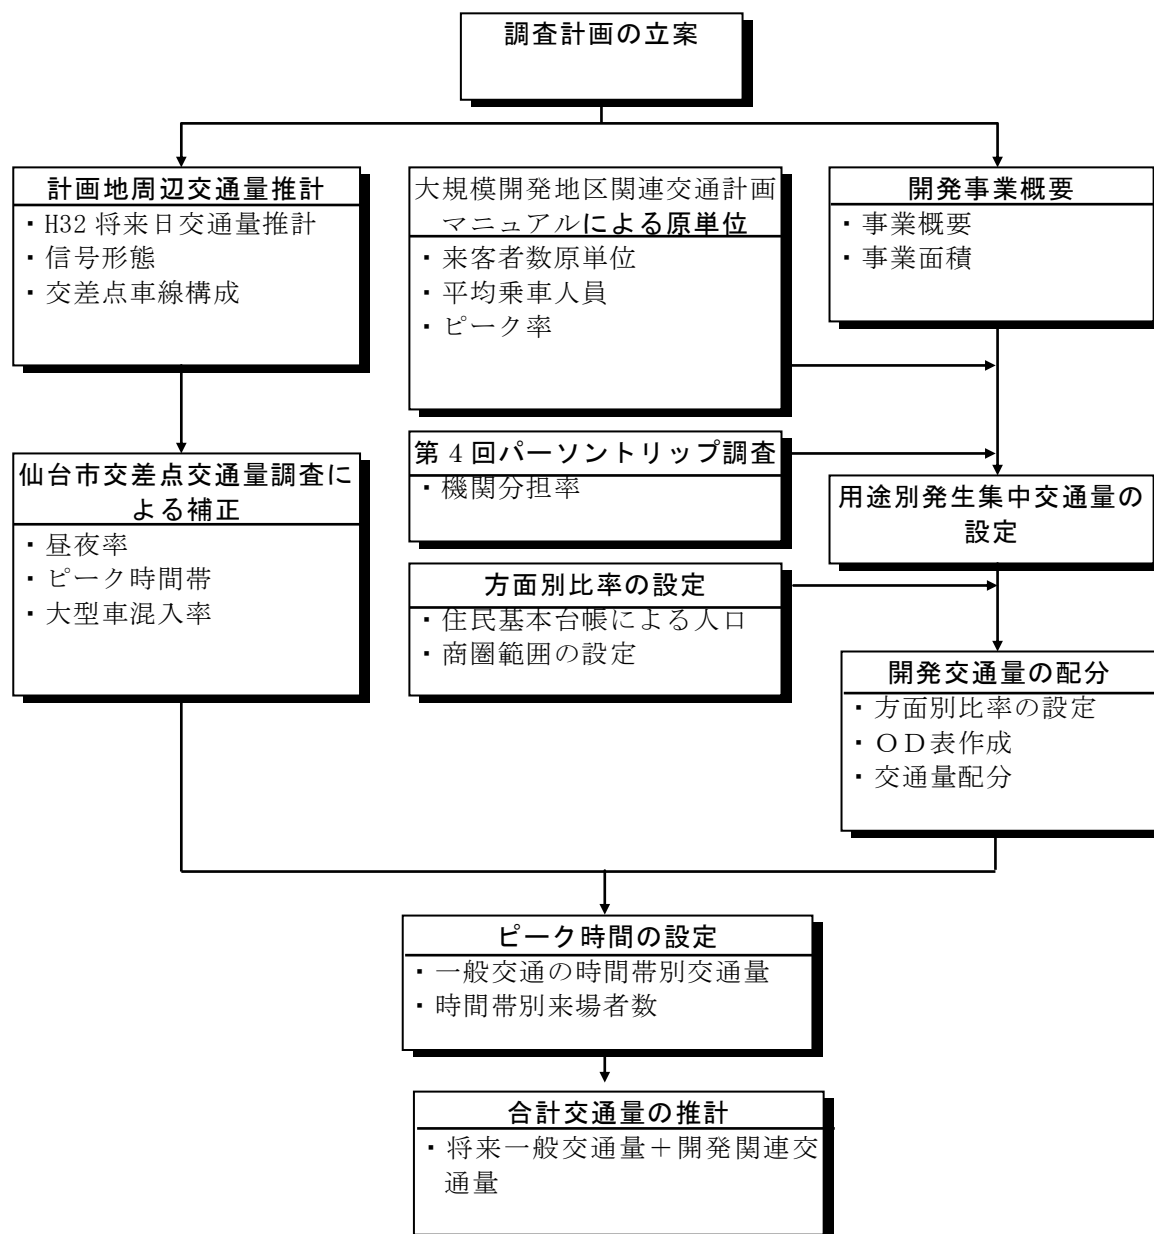 調査計画の立案
計画地周辺交通量推計
・H32 将来日交通量推計
・信号形態
・交差点車線構成
大規模開発地区関連交通計画
マニュアルによる原単位
・来客者数原単位
・平均乗車人員
・ピーク率
開発事業概要
・事業概要
・事業面積
仙台市交差点交通量調査に
よる補正
・昼夜率
・ピーク時間帯
・大型車混入率
第４回パーソントリップ調査
・機関分担率
用途別発生集中交通量の
設定
方面別比率の設定
・住民基本台帳による人口
・商圏範囲の設定
開発交通量の配分
・方面別比率の設定
・ＯＤ表作成
・交通量配分
ピーク時間の設定
・一般交通の時間帯別交通量
・時間帯別来場者数
合計交通量の推計
・将来一般交通量＋開発関連交
通量